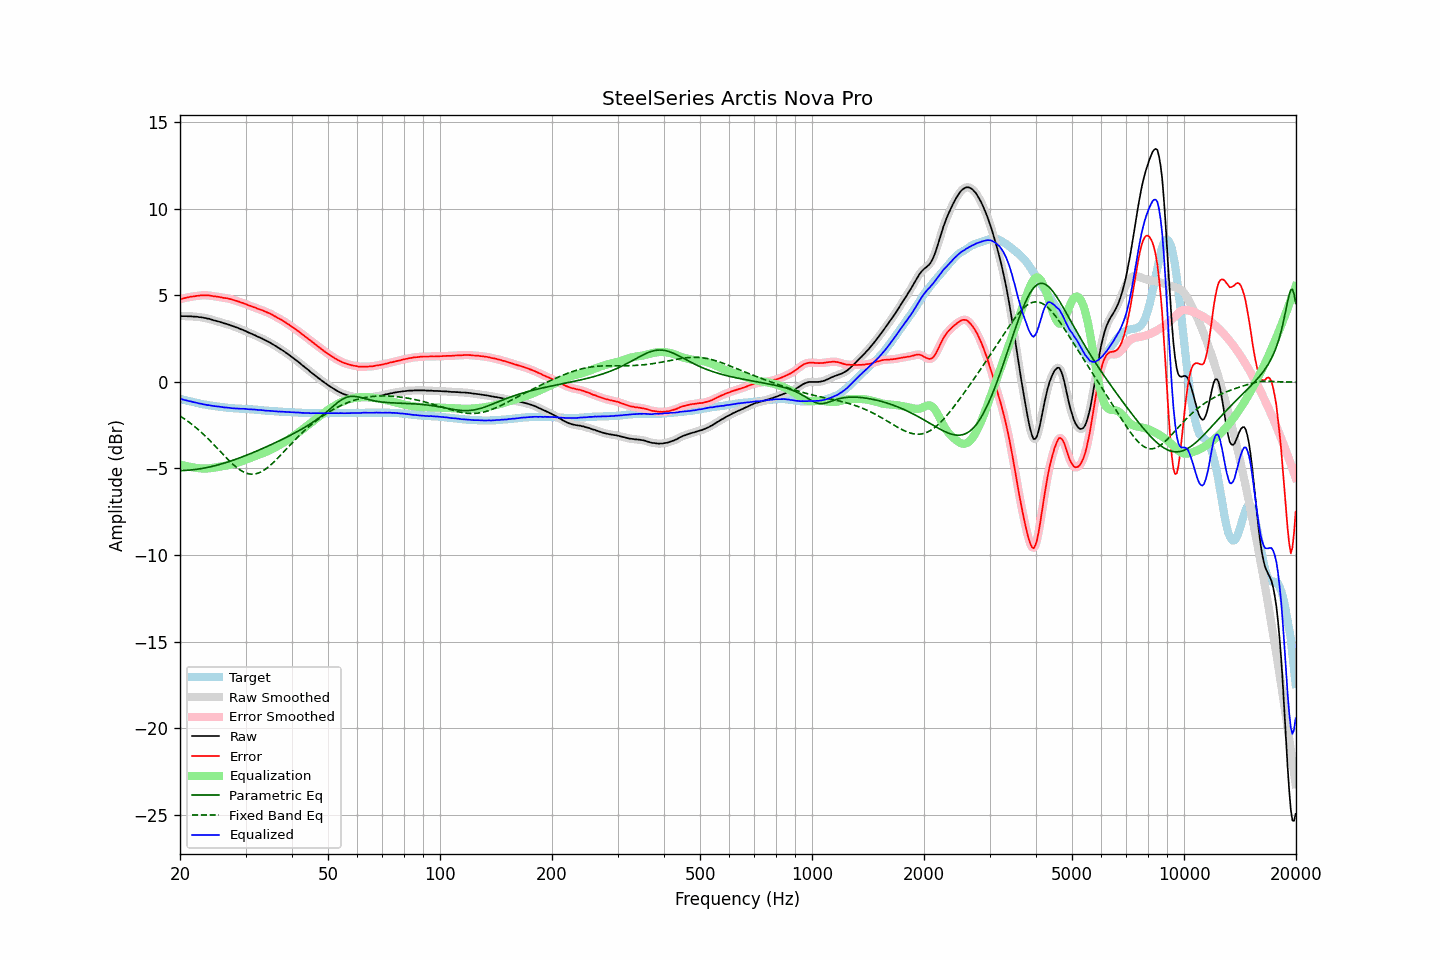 SteelSeries Arctis Nova Pro
15
10
5
0
−5
−10
−15
−20
−25
Amplitude (dBr)
Target
Raw Smoothed
Error Smoothed
Raw
Error
Equalization
Parametric Eq
Fixed Band Eq
Equalized
20 50 100 200 500 1000 2000 5000 10000 20000
Frequency (Hz)